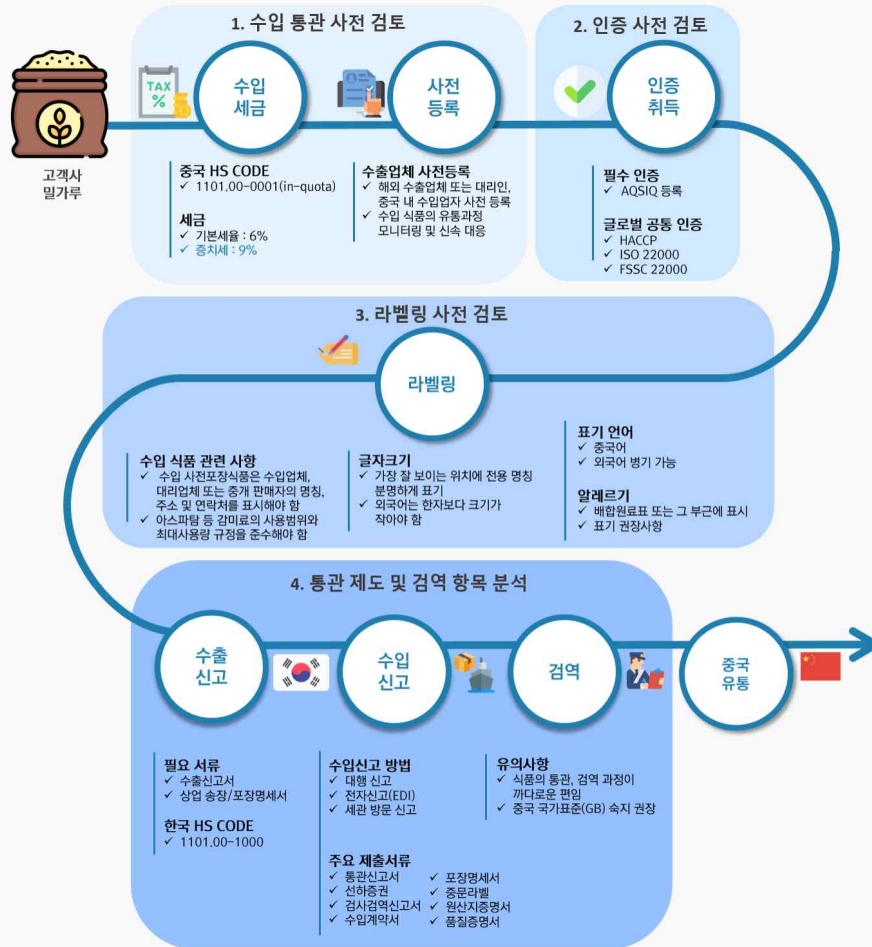 1. 수입 통관 사전 검토
2. 인증 사전 검토
TAX
%
수입
세금
사전
등록
인증
취득
고객사
밀가루
중국 HS CODE
✓ 1101.00-0001(in-quota)
세금
✓ 기본세율 : 6%
✓ 증치세 : 9%
수출업체 사전등록
✓ 해외 수출업체 또는 대리인,
중국 내 수입업자 사전 등록
✓ 수입 식품의 유통과정
모니터링 및 신속 대응
필수 인증
✓ AQSIQ 등록
글로벌 공통 인증
✓ HACCP
✓ ISO 22000
✓ FSSC 22000
3. 라벨링 사전 검토
라벨링
수입 식품 관련 사항
✓ 수입 사전포장식품은 수입업체,
대리업체 또는 중개 판매자의 명칭,
주소 및 연락처를 표시해야 함
✓ 아스파탐 등 감미료의 사용범위와
최대사용량 규정을 준수해야 함
글자크기
✓ 가장 잘 보이는 위치에 전용 명칭
분명하게 표기
✓ 외국어는 한자보다 크기가
작아야 함
표기 언어
✓ 중국어
✓ 외국어 병기 가능
알레르기
✓ 배합원료표 또는 그 부근에 표시
✓ 표기 권장사항
4. 통관 제도 및 검역 항목 분석
수출
신고
수입
신고
검역
중국
유통
필요 서류
✓ 수출신고서
✓ 상업 송장/포장명세서
한국 HS CODE
✓ 1101.00-1000
수입신고 방법
✓ 대행 신고
✓ 전자신고(EDI)
✓ 세관 방문 신고
주요 제출서류
✓ 통관신고서
✓ 선하증권
✓ 검사검역신고서
✓ 수입계약서
✓ 포장명세서
✓ 중문라벨
✓ 원산지증명서
✓ 품질증명서
유의사항
✓ 식품의 통관, 검역 과정이
까다로운 편임
✓ 중국 국가표준(GB) 숙지 권장